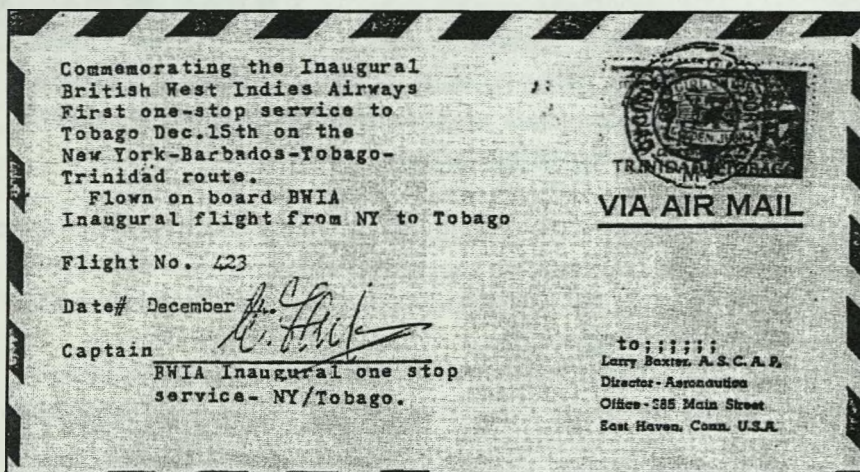 Commemorating the Inaugural
British West Indies Airways
First one-stop service to
Tobago Dec.15th on the
New York-Barbados-Tobago-
Trinidad route.
Flown on board BWIA
Inaugural flight from NY to Tobago
Flight No. 423
Date# December
Captain
BWIA Inaugural one stop
service- NY/Tobago.
TRINIDAD
VIA AIR MAIL
to;;;;;;
Larry Baxter, A.S.C.A.P.
Director - Aeronautica
Office - 285 Main Street
East Haven, Conn. U.S.A.